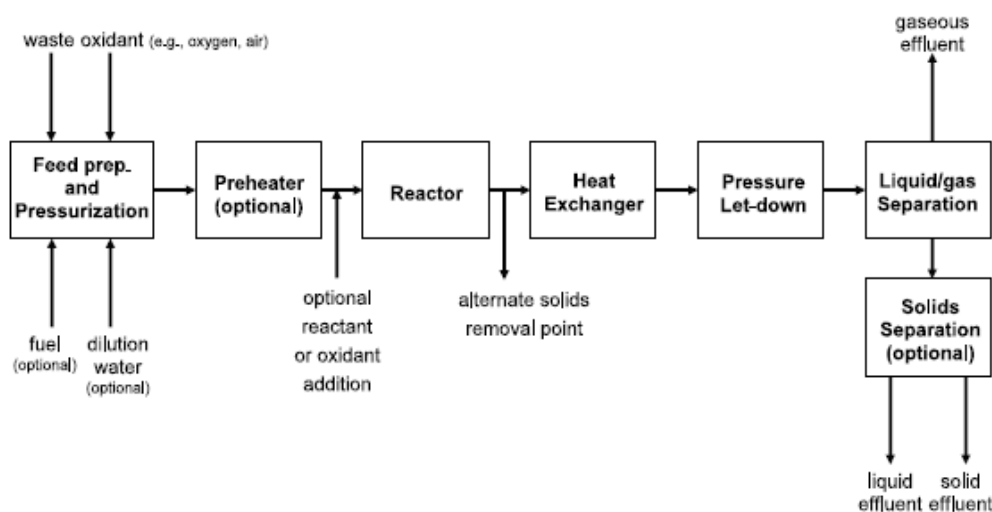 waste oxidant (e.g., oxygen, air)
gaseous
effluent
Feed prep.
and
Pressurization
Preheater
(optional)
Reactor
Heat
Exchanger
Pressure
Let-down
Liquid/gas
Separation
fuel
(optional)
dilution
water
(optional)
optional
reactant
or oxidant
addition
alternate solids
removal point
Solids
Separation
(optional)
liquid
effluent
solid
effluent